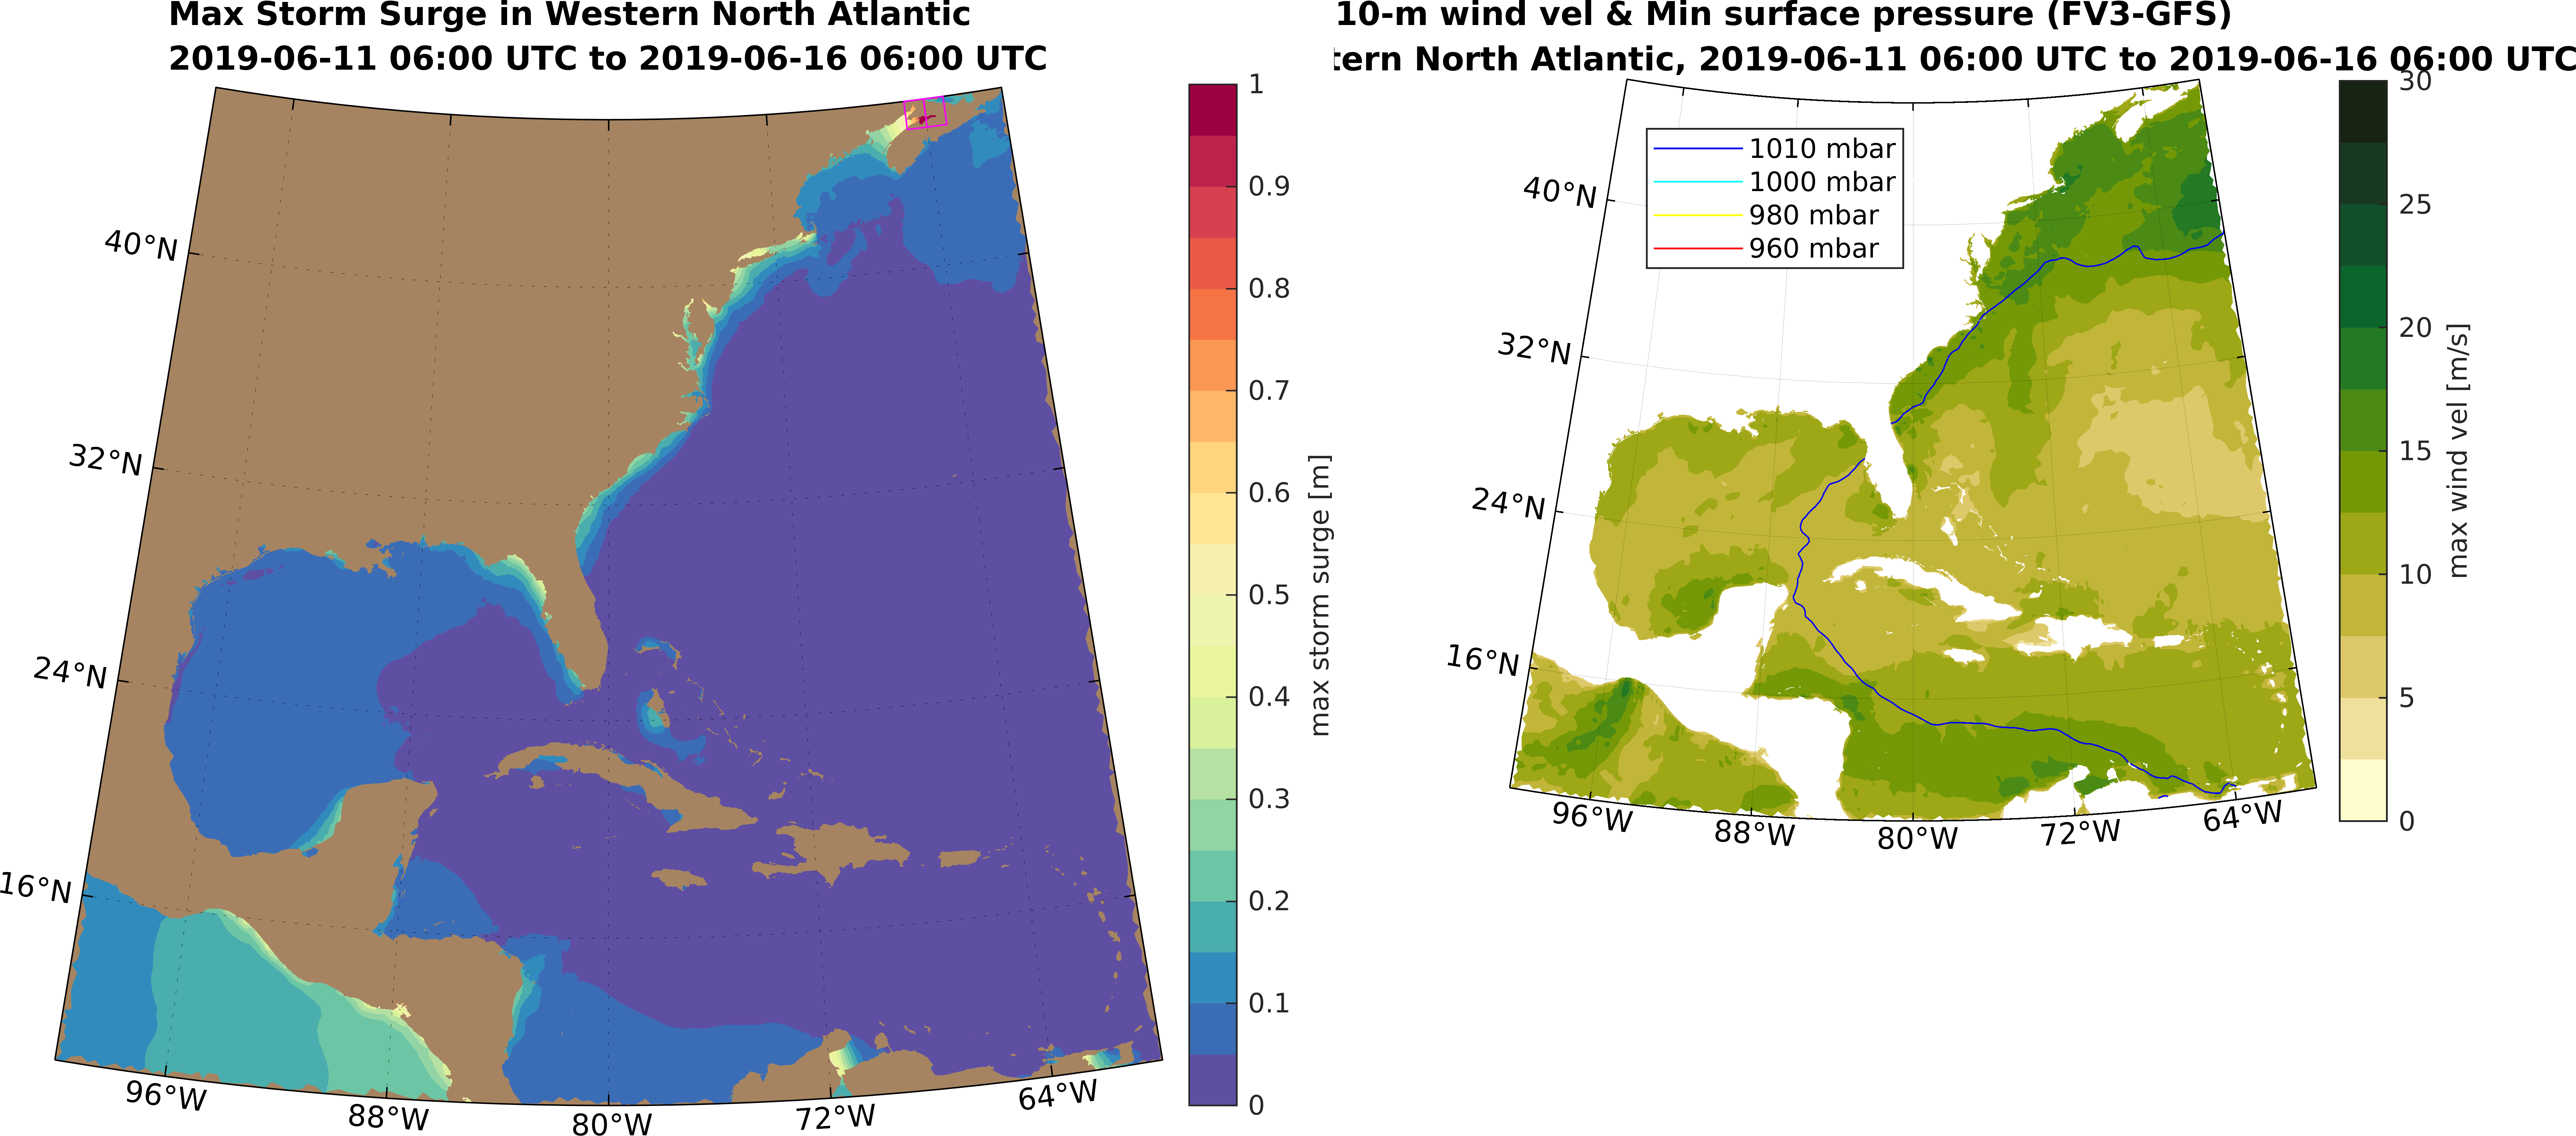 Max Storm Surge in Western North Atlantic
2019-06-11 06:00 UTC to 2019-06-16 06:00 UTC
40°N
32°N
24°N
16°N
96°W
88°W
80°W
72°W
64°W
1
0.9
0.8
0.7
0.6
0.5
0.4
0.3
0.2
0.1
0
max storm surge [m]
10-m wind vel & Min surface pressure (FV3-GFS)
tern North Atlantic, 2019-06-11 06:00 UTC to 2019-06-16 06:00 UTC
1010 mbar
1000 mbar
980 mbar
960 mbar
40°N
32°N
24°N
16°N
96°W
88°W
80°W
72°W
64°W
30
25
20
15
10
5
0
max wind vel [m/s]